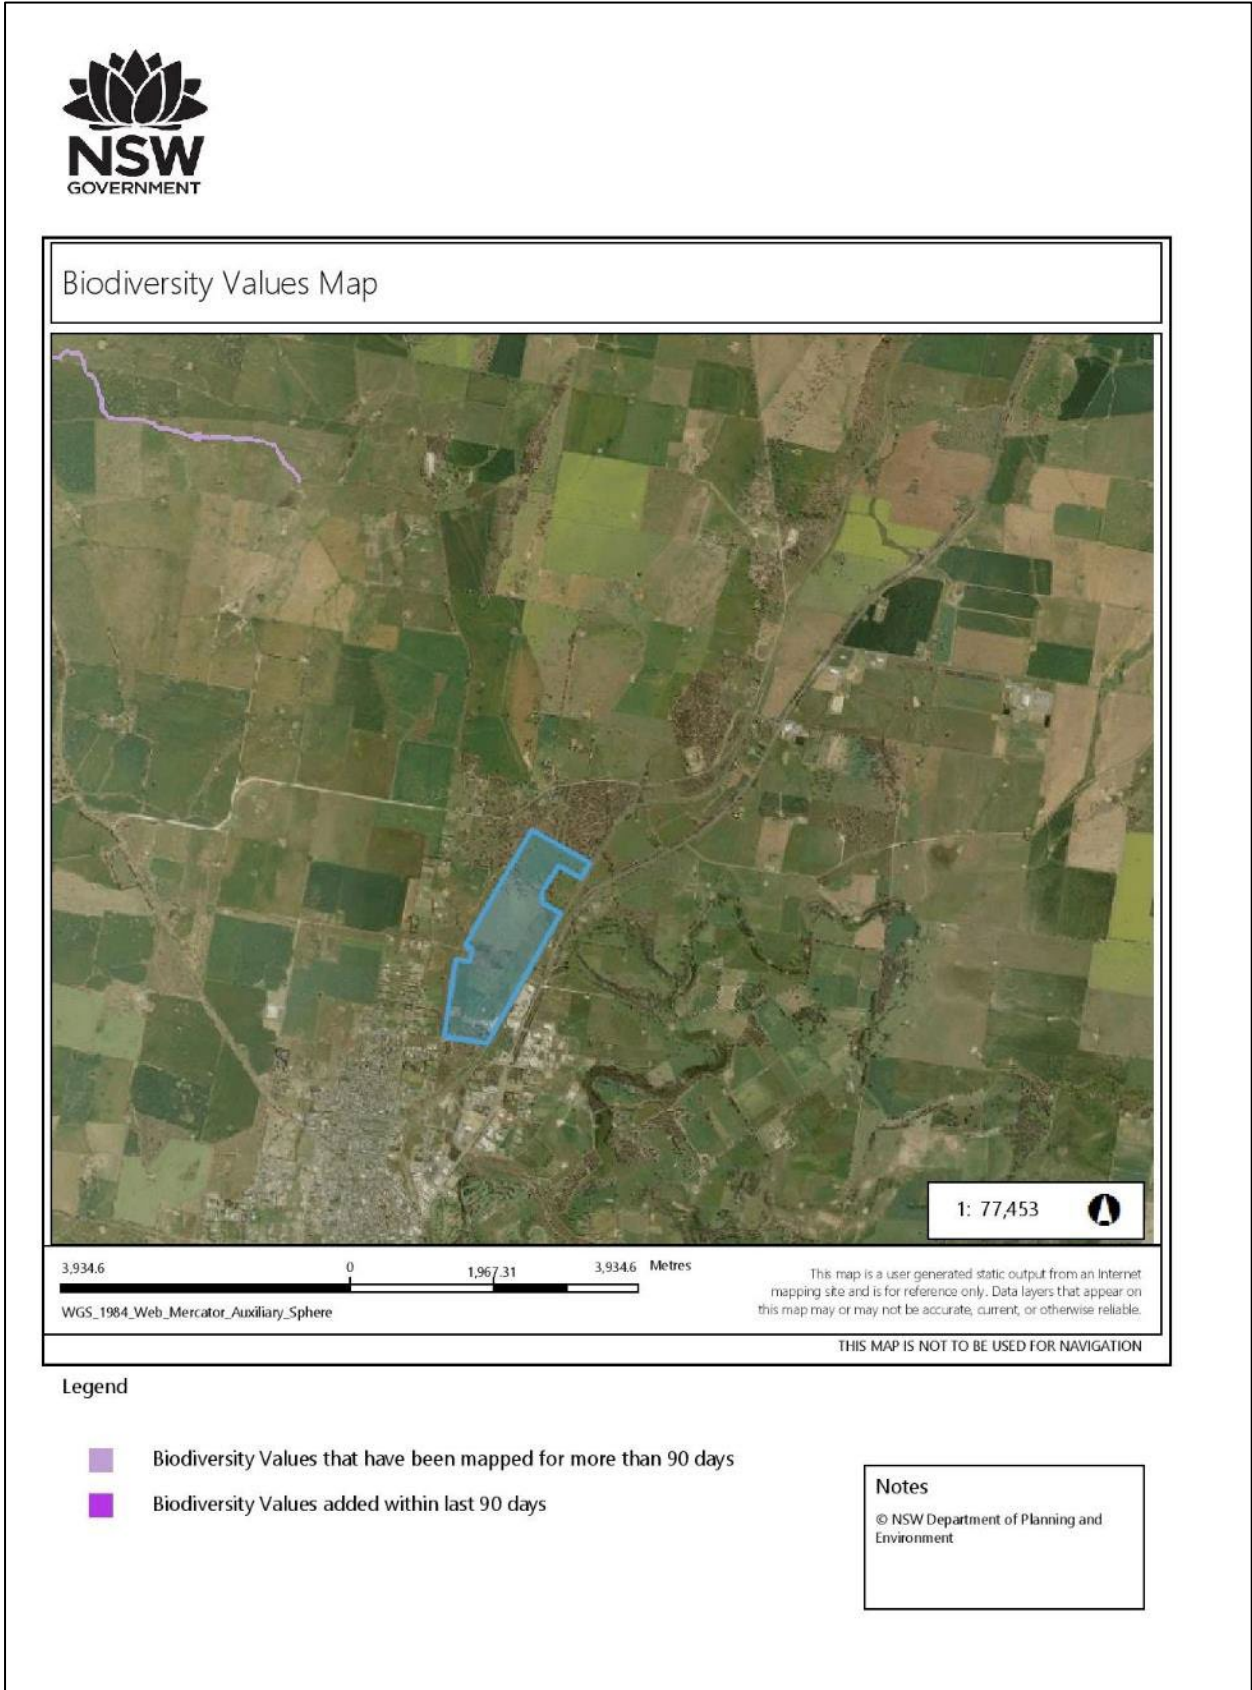 NSW
GOVERNMENT
Biodiversity Values Map
1: 77,453
3,934.6 0 1,967.31 3,934.6 Metres
WGS_1984_Web_Mercator_Auxiliary_Sphere
This map is a user generated static output from an Internet
mapping site and is for reference only. Data layers that appear on
this map may or may not be accurate, current, or otherwise reliable.
THIS MAP IS NOT TO BE USED FOR NAVIGATION
Legend
Biodiversity Values that have been mapped for more than 90 days
Biodiversity Values added within last 90 days
Notes
© NSW Department of Planning and
Environment